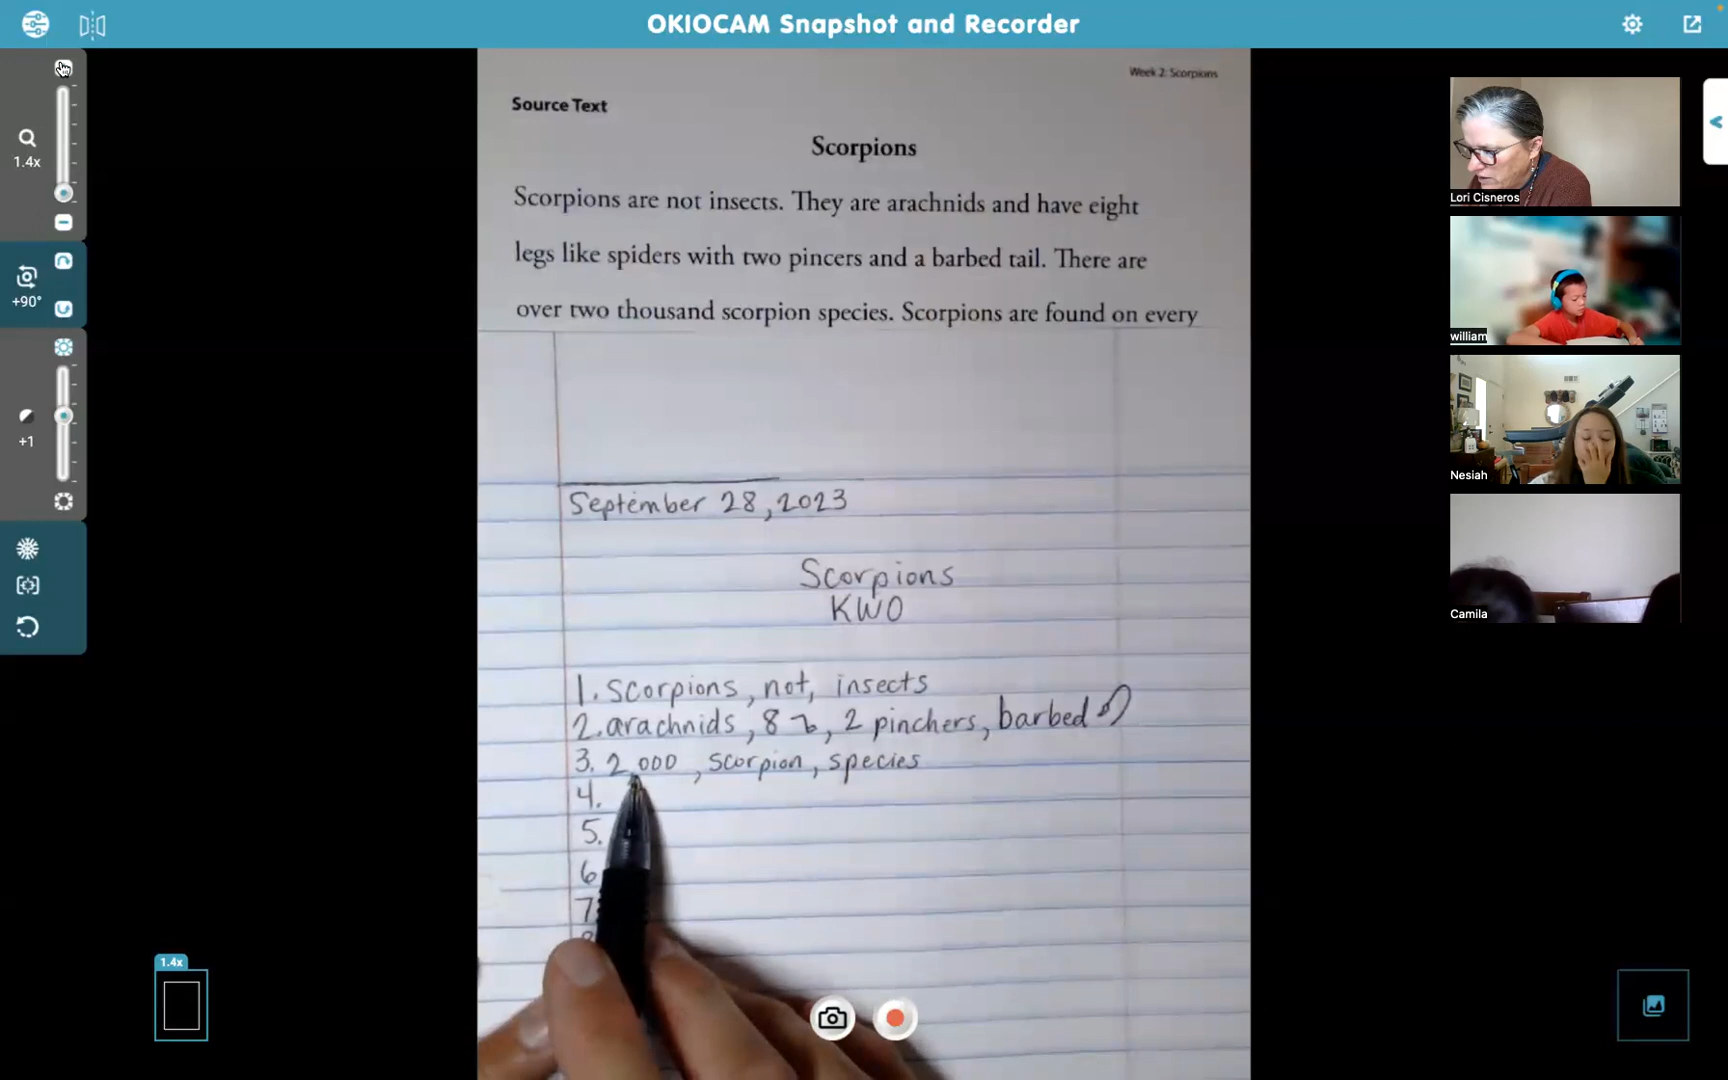 OKIOCAM Snapshot and Recorder
1.4x
+90°
+1
1.4x
Week 2: Scorpions
Source Text
Scorpions
Scorpions are not insects. They are arachnids and have eight
legs like spiders with two pincers and a barbed tail. There are
over two thousand scorpion species. Scorpions are found on every
September 28, 2023
Scorpions
KWO
1. scorpions, not, insects
2. arachnids, 8 , 2 pinchers, barbed
3. 2,000, scorpion, species
4.
5.
6
7
Lori Cisneros
william
Nesiah
Camila